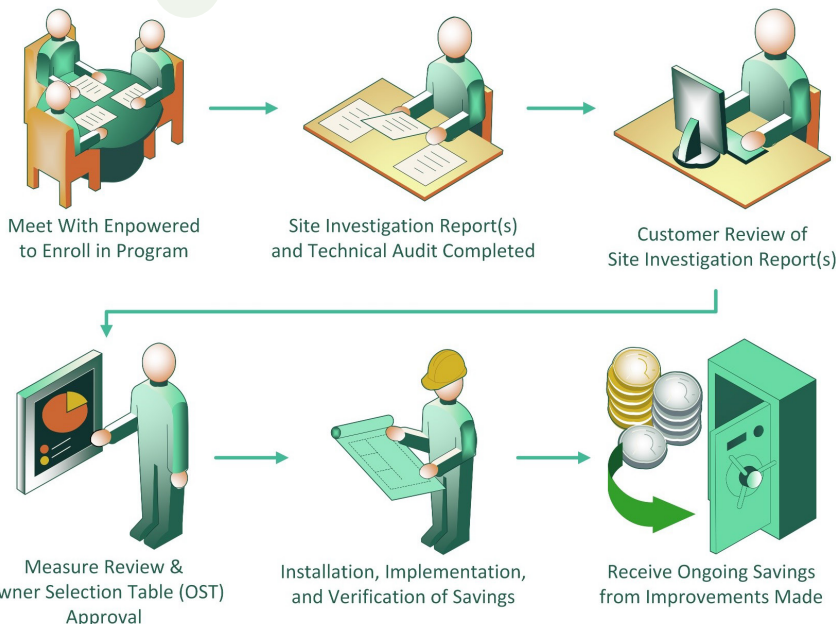 Meet With Enpowered
to Enroll in Program
Site Investigation Report(s)
and Technical Audit Completed
Customer Review of
Site Investigation Report(s)
Measure Review &
wner Selection Table (OST)
Approval
Installation, Implementation,
and Verification of Savings
Receive Ongoing Savings
from Improvements Made